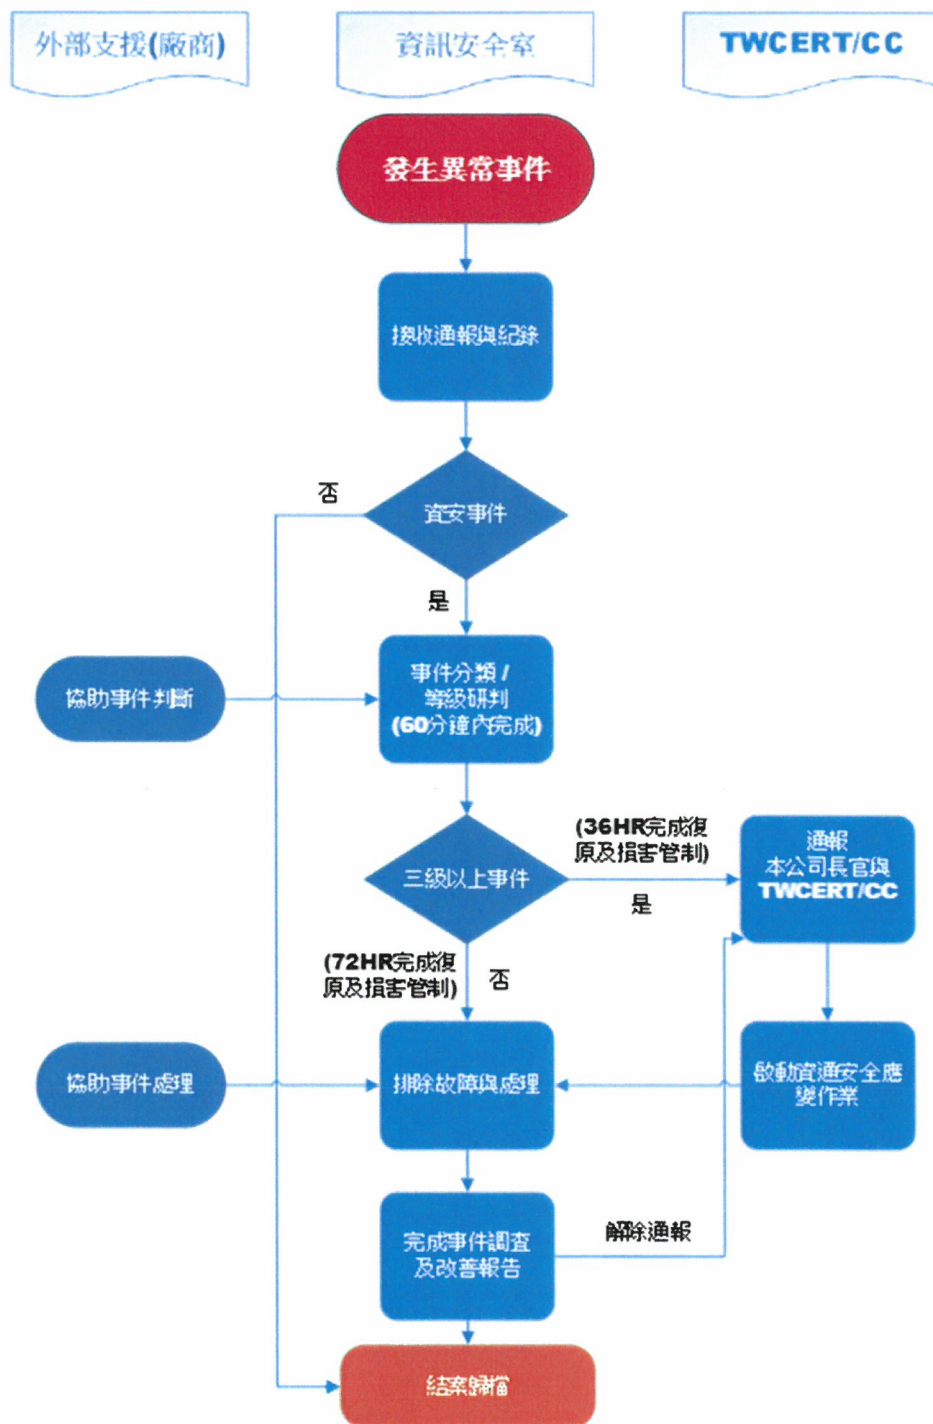 外部支援(廠商)
資訊安全室
TWCERT/CC
發生異常事件
接收通報與紀錄
資安事件
否
是
協助事件判斷
事件分類 /
等級研判
(60分鐘內完成)
三級以上事件
(36HR完成復
原及損害管制)
是
通報
本公司長官與
TWCERT/CC
(72HR完成復
原及損害管制)
否
協助事件處理
排除故障與處理
啟動資通安全應
變作業
完成事件調查
及改善報告
解除通報
結案歸檔